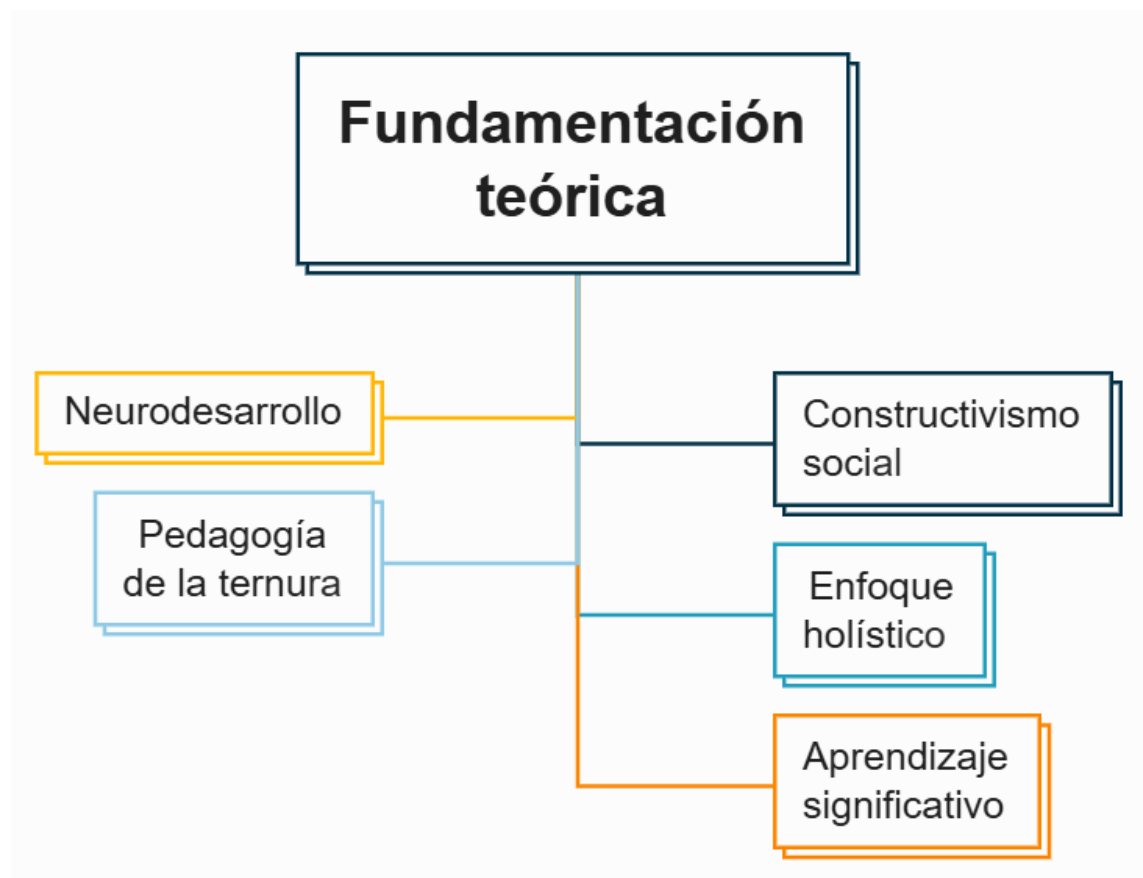 Fundamentación
teórica
Neurodesarrollo
Constructivismo
social
Pedagogía
de la ternura
Enfoque
holístico
Aprendizaje
significativo